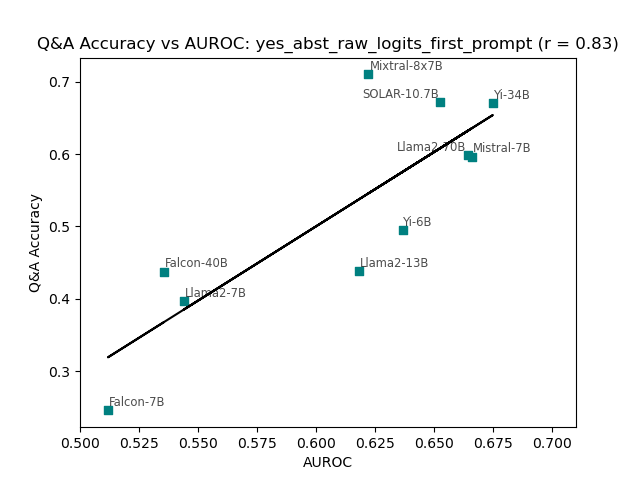 Q&A Accuracy vs AUROC: yes_abst_raw_logits_first_prompt (r = 0.83)
Mixtral-8x7B
0.7
SOLAR-10.7B
Yi-34B
Llama2-70B
Mistral-7B
0.6
Yi-6B
0.5
Q&A Accuracy
Falcon-40B
Llama2-13B
Llama2-7B
0.4
0.3
Falcon-7B
0.500
0.525
0.550
0.575
0.600
0.625
0.650
0.675
0.700
AUROC